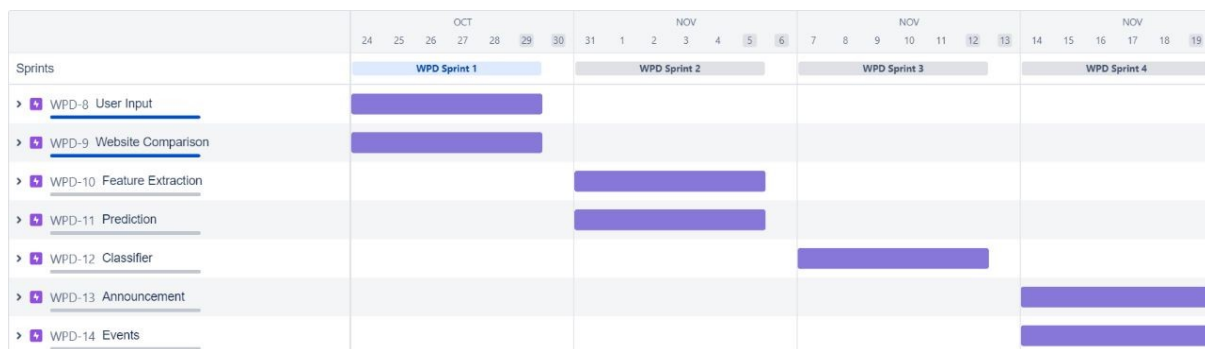 OCT NOV NOV NOV
24 25 26 27 28 29 30 31 1 2 3 4 5 6 7 8 9 10 11 12 13 14 15 16 17 18 19
Sprints WPD Sprint 1 WPD Sprint 2 WPD Sprint 3 WPD Sprint 4
WPD-8 User Input
WPD-9 Website Comparison
WPD-10 Feature Extraction
WPD-11 Prediction
WPD-12 Classifier
WPD-13 Announcement
WPD-14 Events